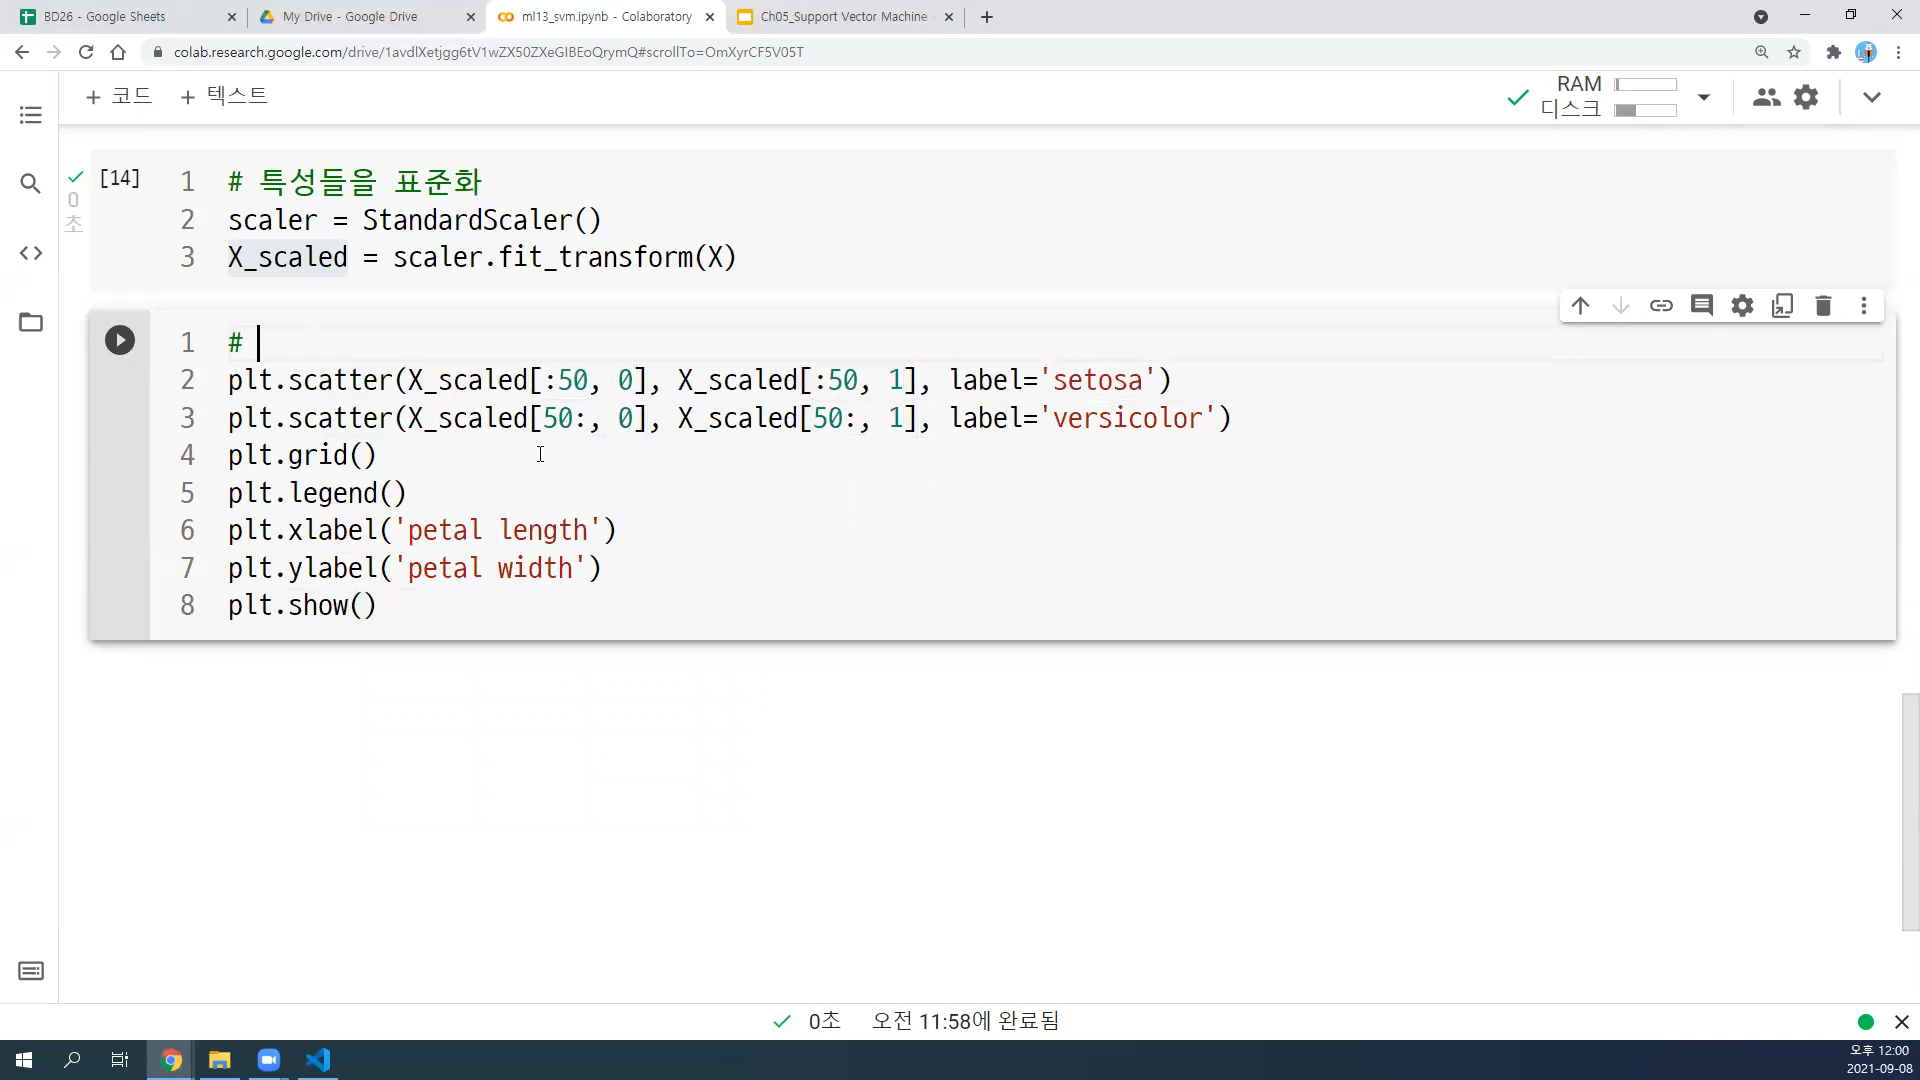 BD26 - Google Sheets
My Drive - Google Drive
ml13_svm.ipynb - Colaboratory
Ch05_Support Vector Machine
colab.research.google.com/drive/1avdlXetjgg6tV1wZX50ZXeGIBEoQrymQ#scrollTo=OmXyrCF5V05T
+ 코드 + 텍스트
RAM
디스크
[14]
0
초
1 # 특성들을 표준화
2 scaler = StandardScaler()
3 X_scaled = scaler.fit_transform(X)
1 #
2 plt.scatter(X_scaled[:50, 0], X_scaled[:50, 1], label='setosa')
3 plt.scatter(X_scaled[50:, 0], X_scaled[50:, 1], label='versicolor')
4 plt.grid()
5 plt.legend()
6 plt.xlabel('petal length')
7 plt.ylabel('petal width')
8 plt.show()
0초 오전 11:58에 완료됨
오후 12:00
2021-09-08